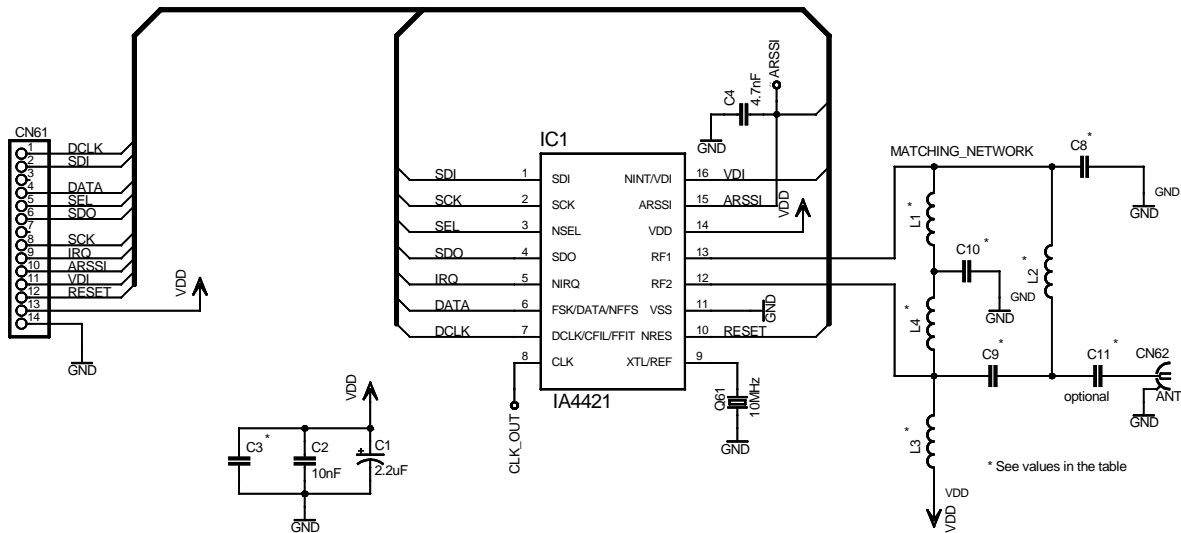 CN61
1 DCLK
2 SDI
3
4 DATA
5 SEL
6 SDO
7
8 SCK
9 IRQ
10 ARSSI
11 VDI
12 RESET
13
14
VDD
GND
C3 *
C2
10nF
C1
+
2.2uF
VDD
GND
IC1
SDI 1 SDI
SCK 2 SCK
SEL 3 NSEL
SDO 4 SDO
IRQ 5 NIRQ
DATA 6 FSK/DATA/NFFS
DCLK 7 DCLK/CFIL/FFIT
8 CLK
NINT/VDI 16 VDI
ARSSI 15 ARSSI
VDD 14
RF1 13
RF2 12
VSS 11
NRES 10 RESET
XTL/REF 9
IA4421
CLK_OUT
C4
4.7nF
ARSSI
GND
VDD
GND
Q61
10MHz
GND
MATCHING_NETWORK
C8 *
GND
GND
L1 *
C10 *
L2 *
GND
GND
L4 *
C9 *
C11 *
optional
CN62
ANT
GND
L3 *
VDD
VDD
* See values in the table